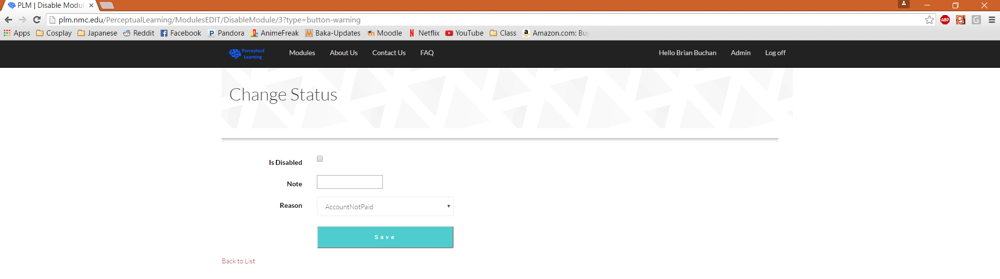 PLM | Disable Modul
plm.nmc.edu/PerceptualLearning/ModulesEDIT/DisableModule/3?type=button-warning
ABP
G
Apps Cosplay Japanese Reddit Facebook Pandora AnimeFreak Baka-Updates Moodle Netflix YouTube Class Amazon.com: Buy
Perceptual
Learning
Modules About Us Contact Us FAQ Hello Brian Buchan Admin Log off
Change Status
Is Disabled
Note
Reason AccountNotPaid
Save
Back to List